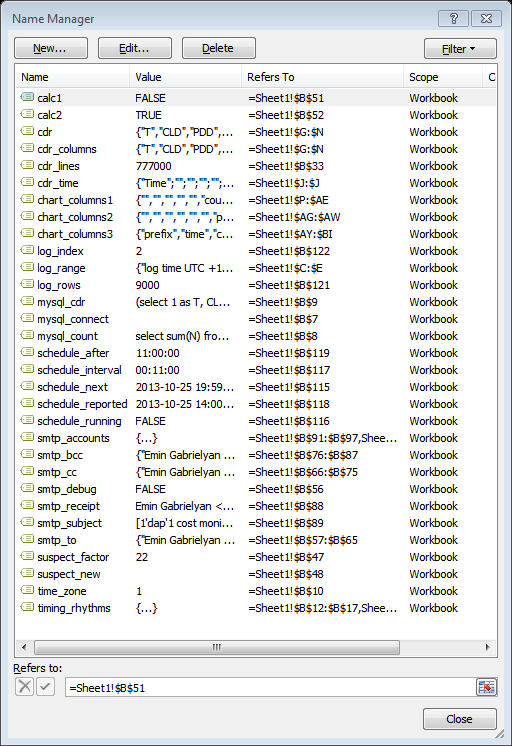 Name Manager
New... Edit... Delete Filter
Name Value Refers To Scope C
calc1 FALSE =Sheet1!$B$51 Workbook
calc2 TRUE =Sheet1!$B$52 Workbook
cdr {"T","CLD","PDD",... =Sheet1!$G:$N Workbook
cdr_columns {"T","CLD","PDD",... =Sheet1!$G:$N Workbook
cdr_lines 777000 =Sheet1!$B$33 Workbook
cdr_time {"Time";"";"";"";"";... =Sheet1!$J:$J Workbook
chart_columns1 {"","","","","","cou... =Sheet1!$P:$AE Workbook
chart_columns2 {"","","","","","","p... =Sheet1!$AG:$AW Workbook
chart_columns3 {"prefix","time","c... =Sheet1!$AY:$BI Workbook
log_index 2 =Sheet1!$B$122 Workbook
log_range {"log time UTC +1... =Sheet1!$C:$E Workbook
log_rows 9000 =Sheet1!$B$121 Workbook
mysql_cdr (select 1 as T, CL... =Sheet1!$B$9 Workbook
mysql_connect =Sheet1!$B$7 Workbook
mysql_count select sum(N) fro... =Sheet1!$B$8 Workbook
schedule_after 11:00:00 =Sheet1!$B$119 Workbook
schedule_interval 00:11:00 =Sheet1!$B$117 Workbook
schedule_next 2013-10-25 19:59... =Sheet1!$B$115 Workbook
schedule_reported 2013-10-25 14:00... =Sheet1!$B$118 Workbook
schedule_running FALSE =Sheet1!$B$116 Workbook
smtp_accounts {...} =Sheet1!$B$91:$B$97,Shee... Workbook
smtp_bcc {"Emin Gabrielyan ... =Sheet1!$B$76:$B$87 Workbook
smtp_cc {"Emin Gabrielyan ... =Sheet1!$B$66:$B$75 Workbook
smtp_debug FALSE =Sheet1!$B$56 Workbook
smtp_receipt Emin Gabrielyan <... =Sheet1!$B$88 Workbook
smtp_subject [1'dap'1 cost moni... =Sheet1!$B$89 Workbook
smtp_to {"Emin Gabrielyan ... =Sheet1!$B$57:$B$65 Workbook
suspect_factor 22 =Sheet1!$B$47 Workbook
suspect_new =Sheet1!$B$48 Workbook
time_zone 1 =Sheet1!$B$10 Workbook
timing_rhythms {...} =Sheet1!$B$12:$B$17,Shee... Workbook
Refers to:
=Sheet1!$B$51
Close